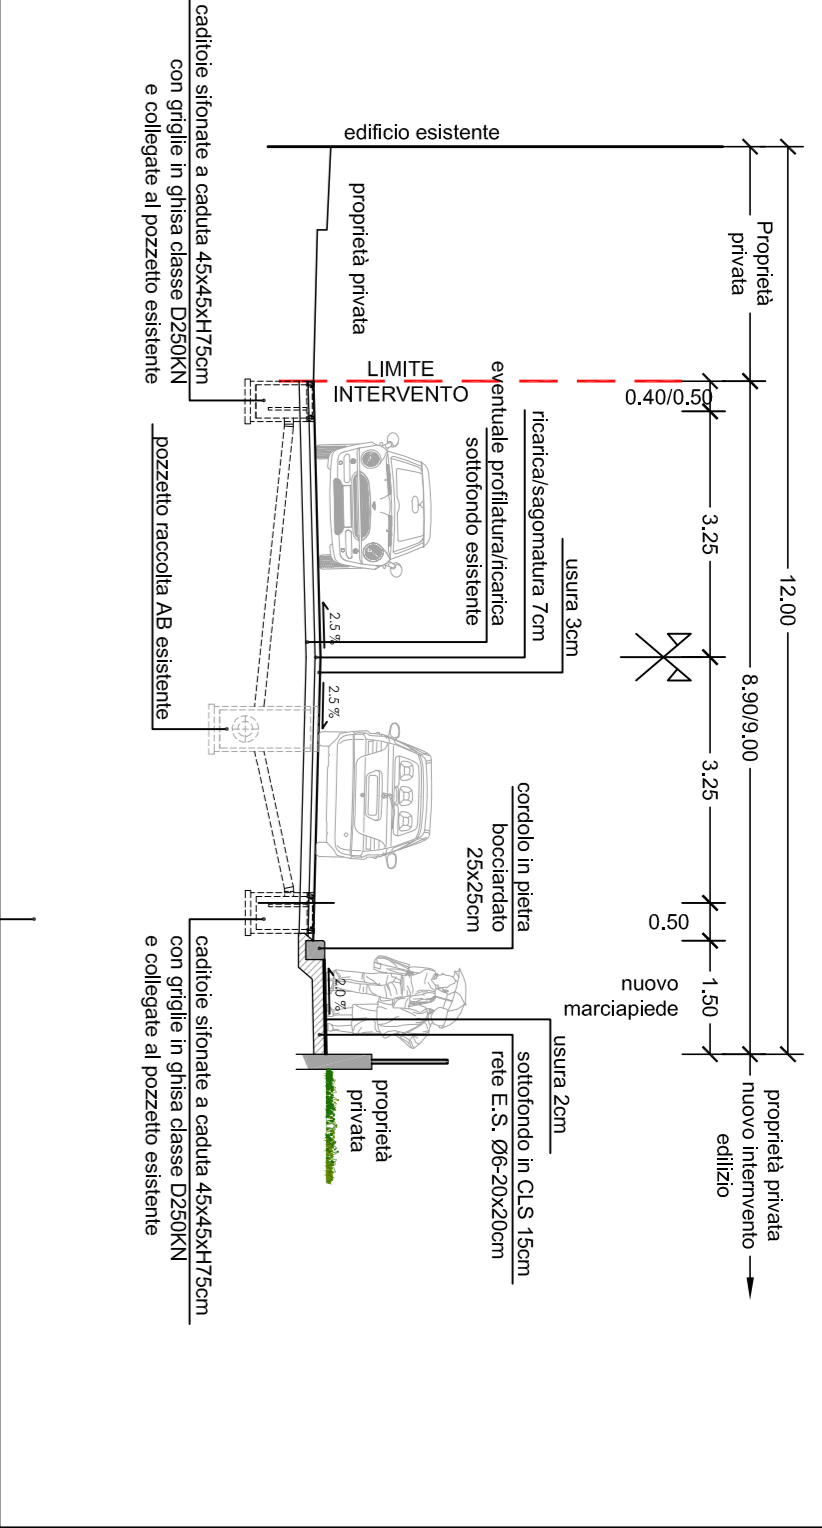 12.00
Proprietà
privata
8.90/9.00
proprietà privata
nuovo internvento
edilizio
0.40/0.50
3.25
3.25
0.50
1.50
nuovo
marciapiede
edificio esistente
proprietà privata
LIMITE
INTERVENTO
eventuale profilatura/ricarica
sottofondo esistente
ricarica/sagomatura 7cm
usura 3cm
cordolo in pietra
bocciardato
25x25cm
usura 2cm
sottofondo in CLS 15cm
rete E.S. Ø6-20x20cm
2.5 %
2.5 %
2.0 %
proprietà
privata
caditoie sifonate a caduta 45x45xH75cm
con griglie in ghisa classe D250KN
e collegate al pozzetto esistente
pozzetto raccolta AB esistente
caditoie sifonate a caduta 45x45xH75cm
con griglie in ghisa classe D250KN
e collegate al pozzetto esistente